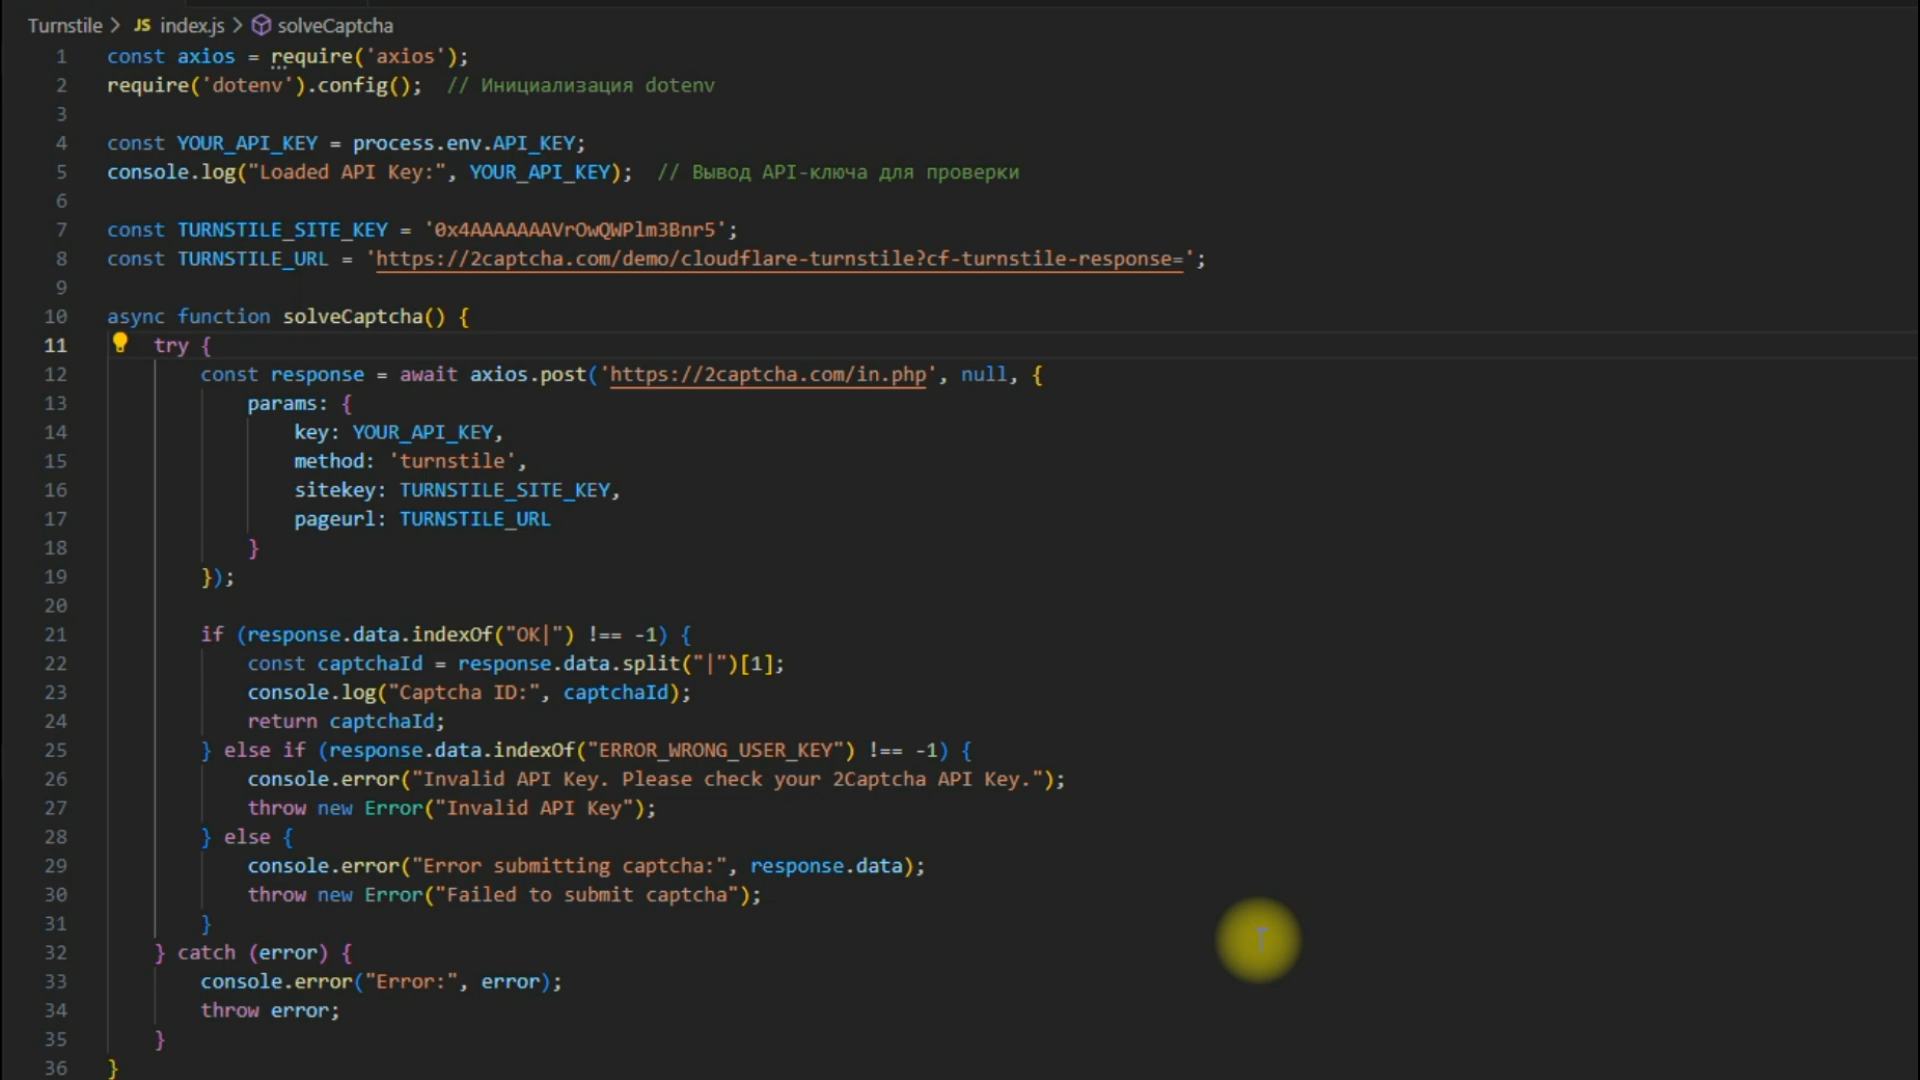 Turnstile > JS index.js > solveCaptcha
1 const axios = require('axios');
2 require('dotenv').config(); // Инициализация dotenv
3
4 const YOUR_API_KEY = process.env.API_KEY;
5 console.log("Loaded API Key:", YOUR_API_KEY); // Вывод API-ключа для проверки
6
7 const TURNSTILE_SITE_KEY = '0x4AAAAAAAVrOwQWPlm3Bnr5';
8 const TURNSTILE_URL = 'https://2captcha.com/demo/cloudflare-turnstile?cf-turnstile-response=';
9
10 async function solveCaptcha() {
11 try {
12 const response = await axios.post('https://2captcha.com/in.php', null, {
13 params: {
14 key: YOUR_API_KEY,
15 method: 'turnstile',
16 sitekey: TURNSTILE_SITE_KEY,
17 pageurl: TURNSTILE_URL
18 }
19 });
20
21 if (response.data.indexOf("OK|") !== -1) {
22 const captchaId = response.data.split("|")[1];
23 console.log("Captcha ID:", captchaId);
24 return captchaId;
25 } else if (response.data.indexOf("ERROR_WRONG_USER_KEY") !== -1) {
26 console.error("Invalid API Key. Please check your 2Captcha API Key.");
27 throw new Error("Invalid API Key");
28 } else {
29 console.error("Error submitting captcha:", response.data);
30 throw new Error("Failed to submit captcha");
31 }
32 } catch (error) {
33 console.error("Error:", error);
34 throw error;
35 }
36 }